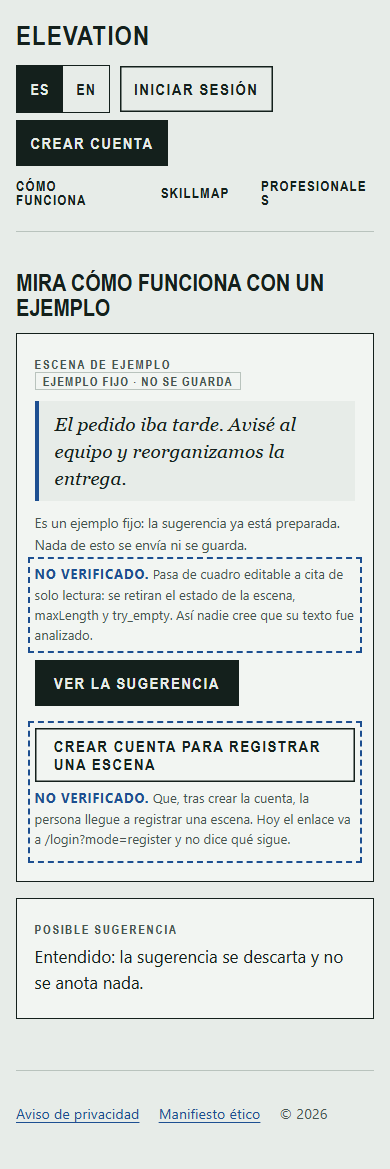 ELEVATION
ES EN INICIAR SESIÓN
CREAR CUENTA
CÓMO FUNCIONA SKILLMAP PROFESIONALES
MIRA CÓMO FUNCIONA CON UN
EJEMPLO
ESCENA DE EJEMPLO
EJEMPLO FIJO · NO SE GUARDA
El pedido iba tarde. Avisé al
equipo y reorganizamos la
entrega.
Es un ejemplo fijo: la sugerencia ya está preparada.
Nada de esto se envía ni se guarda.
NO VERIFICADO. Pasa de cuadro editable a cita de
solo lectura: se retiran el estado de la escena,
maxLength y try_empty. Así nadie cree que su texto fue
analizado.
VER LA SUGERENCIA
CREAR CUENTA PARA REGISTRAR
UNA ESCENA
NO VERIFICADO. Que, tras crear la cuenta, la
persona llegue a registrar una escena. Hoy el enlace va
a /login?mode=register y no dice qué sigue.
POSIBLE SUGERENCIA
Entendido: la sugerencia se descarta y no
se anota nada.
Aviso de privacidad Manifiesto ético © 2026